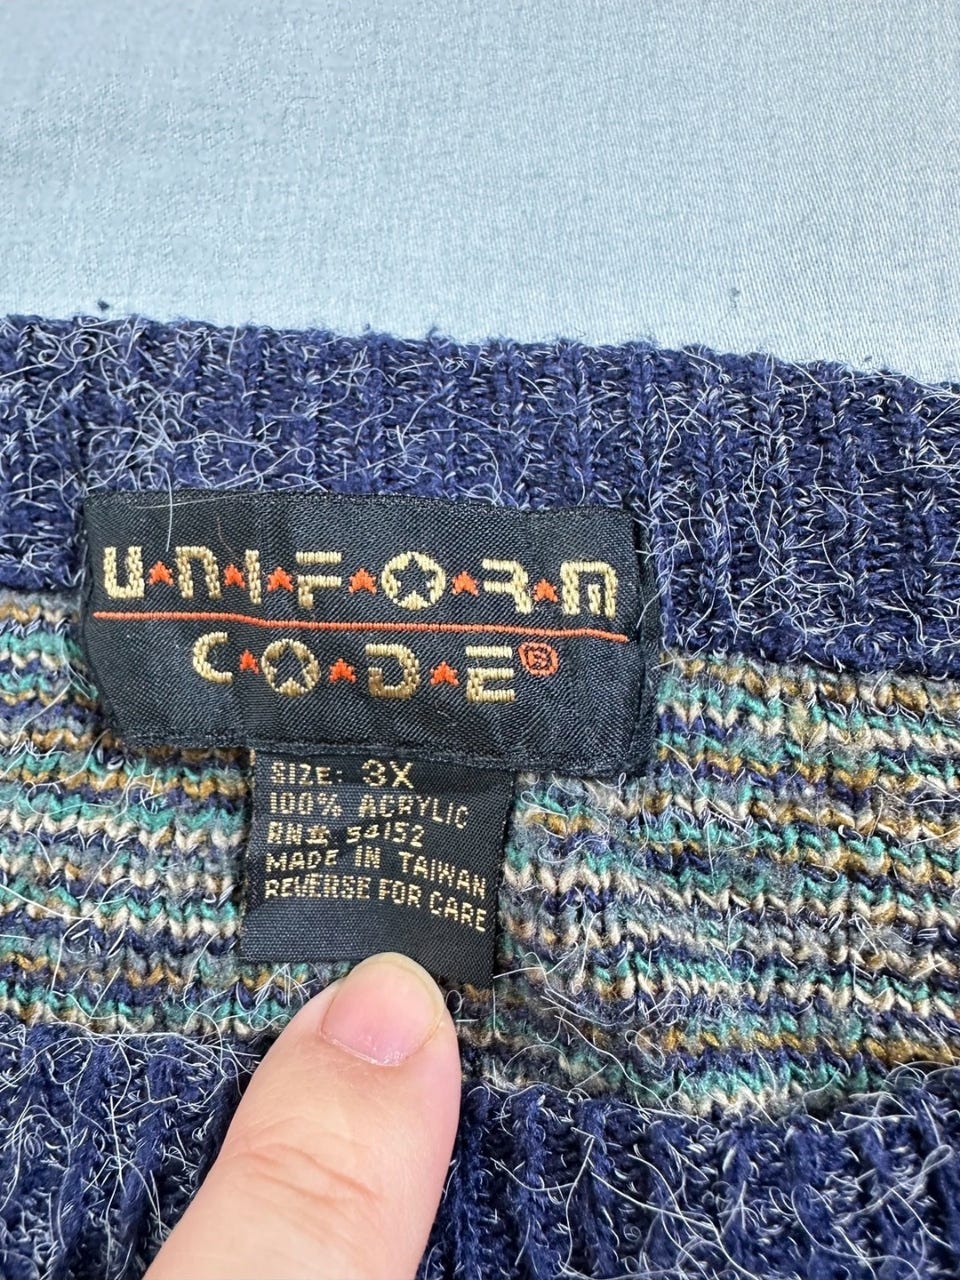 UNIFORM
CODE®
SIZE: 3X
100% ACRYLIC
RN# 54152
MADE IN TAIWAN
REVERSE FOR CARE